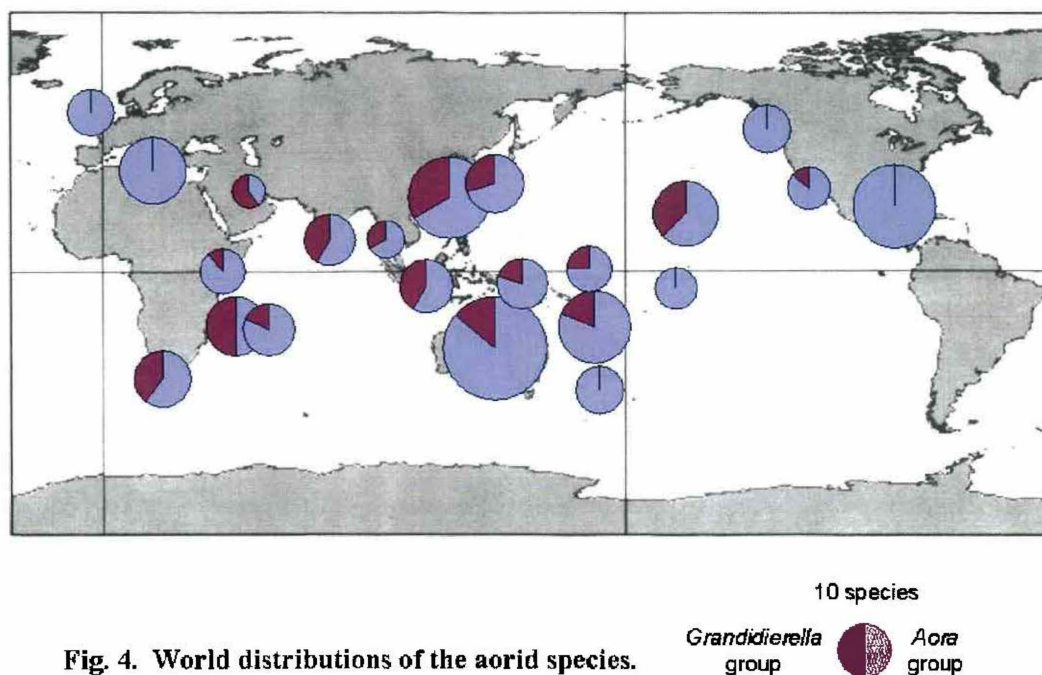 10 species
Grandidierella
group
Aora
group
Fig. 4. World distributions of the aorid species.